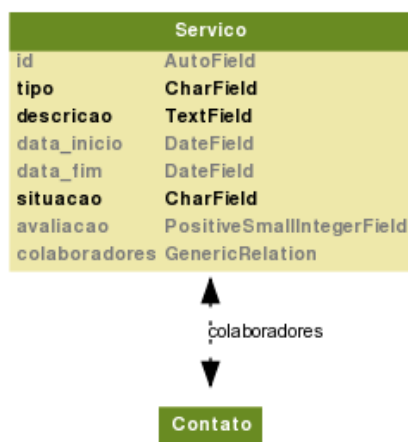 Servico
id AutoField
tipo CharField
descricao TextField
data_inicio DateField
data_fim DateField
situacao CharField
avaliacao PositiveSmallIntegerField
colaboradores GenericRelation
colaboradores
Contato